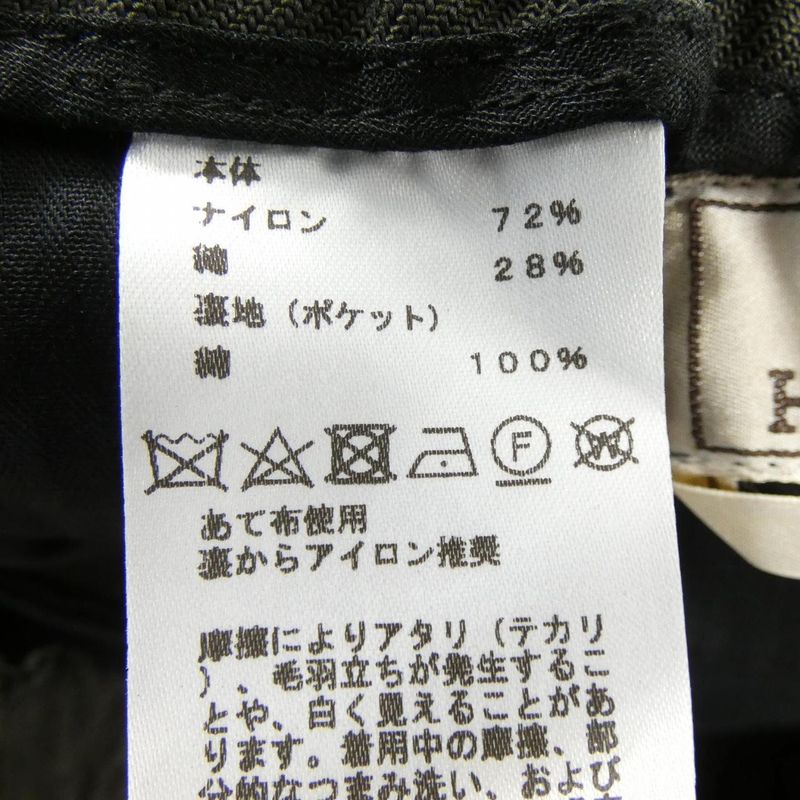 本体
ナイロン 72%
綿 28%
裏地（ポケット）
綿 100%
F
W
あて布使用
裏からアイロン推奨
摩擦によりアタリ（テカリ
）、毛羽立ちが発生するこ
とや、白く見えることがあ
ります。着用中の摩擦、部
分的なつまみ洗い、および